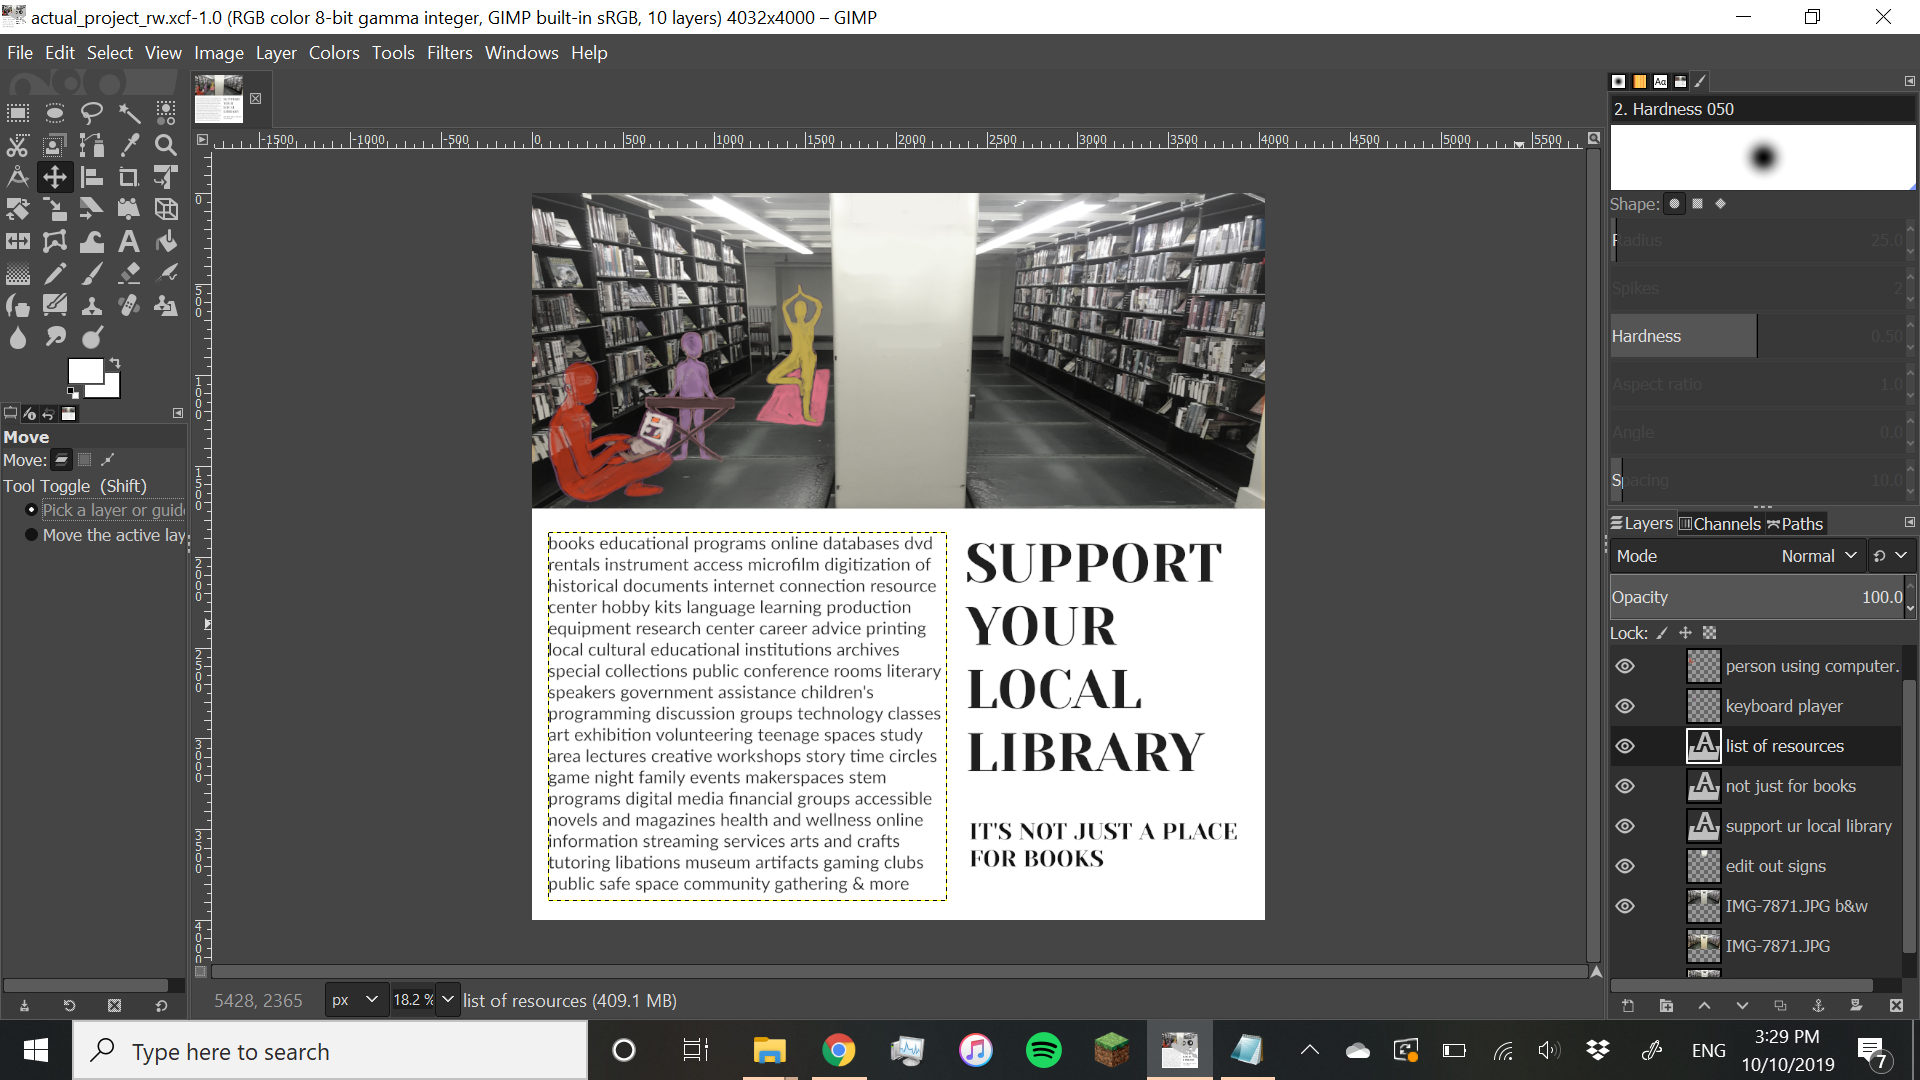 actual_project_rw.xcf-1.0 (RGB color 8-bit gamma integer, GIMP built-in sRGB, 10 layers) 4032x4000 – GIMP
File Edit Select View Image Layer Colors Tools Filters Windows Help
-1500 -1000 -500 0 500 1000 1500 2000 2500 3000 3500 4000 4500 5000 5500
0
500
1000
1500
2000
2500
3000
3500
4000
Move
Move:
Tool Toggle (Shift)
Pick a layer or guid
Move the active lay
books educational programs online databases dvd
rentals instrument access microfilm digitization of
historical documents internet connection resource
center hobby kits language learning production
equipment research center career advice printing
local cultural educational institutions archives
special collections public conference rooms literary
speakers government assistance children's
programming discussion groups technology classes
art exhibition volunteering teenage spaces study
area lectures creative workshops story time circles
game night family events makerspaces stem
programs digital media financial groups accessible
novels and magazines health and wellness online
information streaming services arts and crafts
tutoring libations museum artifacts gaming clubs
public safe space community gathering & more
SUPPORT
YOUR
LOCAL
LIBRARY
IT'S NOT JUST A PLACE
FOR BOOKS
2. Hardness 050
Shape:
Radius 25.0
Spikes 2
Hardness 0.50
Aspect ratio 1.0
Angle 0.0
Spacing 10.0
Layers Channels Paths
Mode Normal
Opacity 100.0
Lock:
person using computer.
keyboard player
list of resources
not just for books
support ur local library
edit out signs
IMG-7871.JPG b&w
IMG-7871.JPG
5428, 2365 px 18.2 % list of resources (409.1 MB)
Type here to search
ENG
3:29 PM
10/10/2019
7